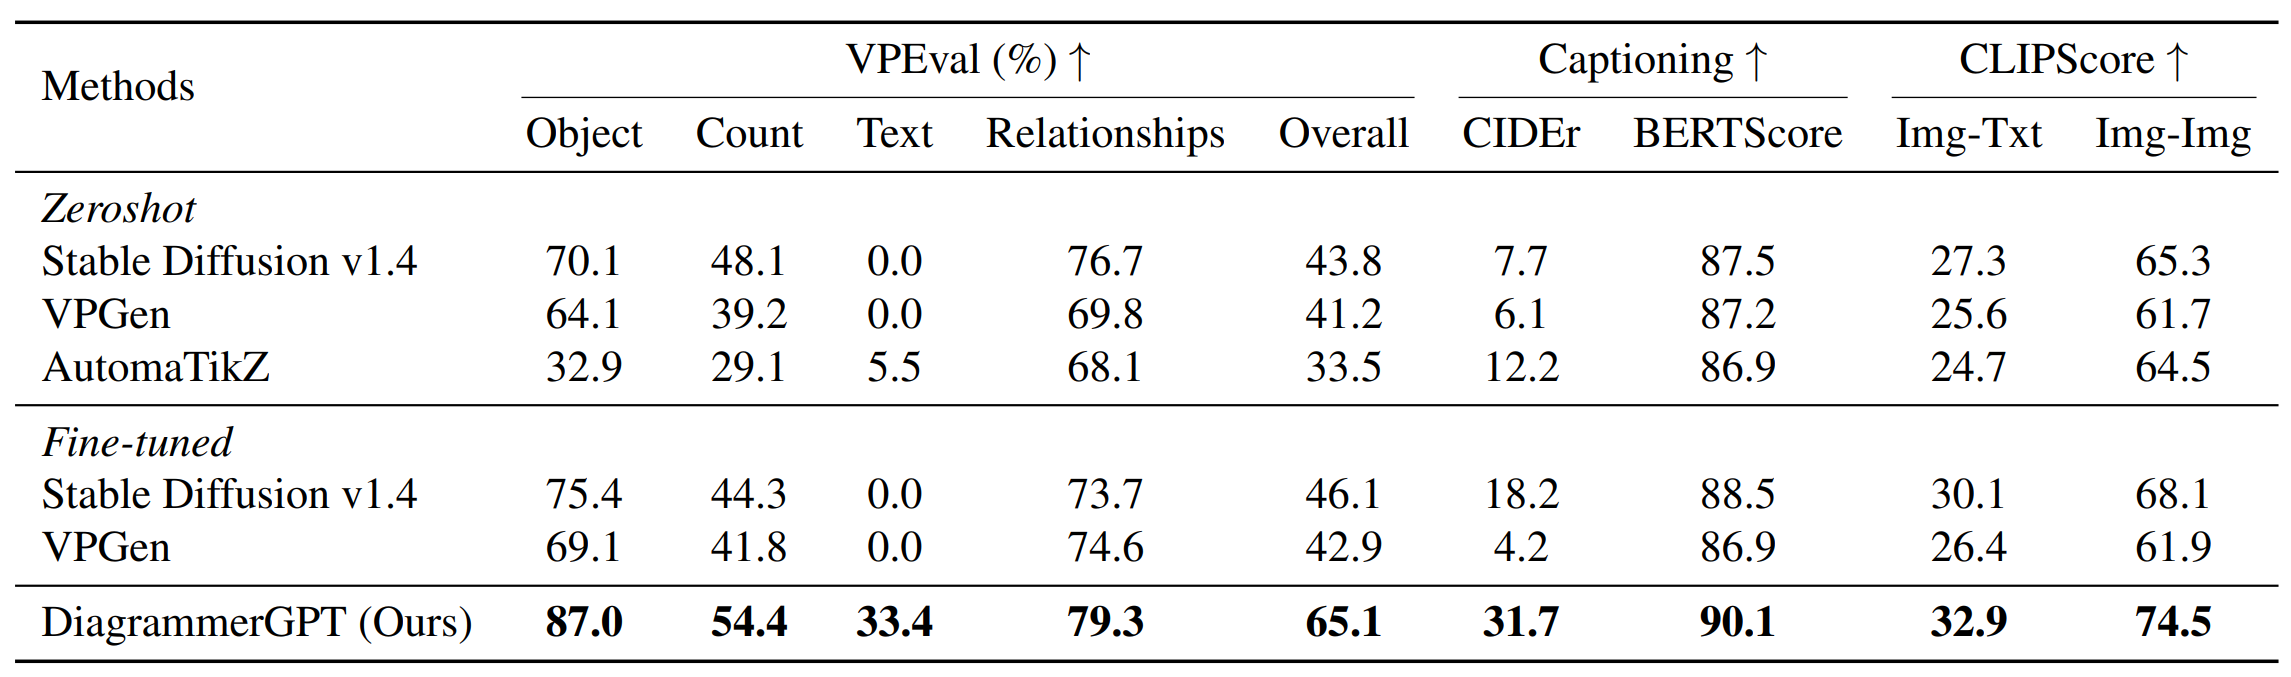 Methods VPEval (%) ↑ Captioning ↑ CLIPScore ↑
Object Count Text Relationships Overall CIDEr BERTScore Img-Txt Img-Img
Zeroshot
Stable Diffusion v1.4 70.1 48.1 0.0 76.7 43.8 7.7 87.5 27.3 65.3
VPGen 64.1 39.2 0.0 69.8 41.2 6.1 87.2 25.6 61.7
AutomaTikZ 32.9 29.1 5.5 68.1 33.5 12.2 86.9 24.7 64.5
Fine-tuned
Stable Diffusion v1.4 75.4 44.3 0.0 73.7 46.1 18.2 88.5 30.1 68.1
VPGen 69.1 41.8 0.0 74.6 42.9 4.2 86.9 26.4 61.9
DiagrammerGPT (Ours) 87.0 54.4 33.4 79.3 65.1 31.7 90.1 32.9 74.5